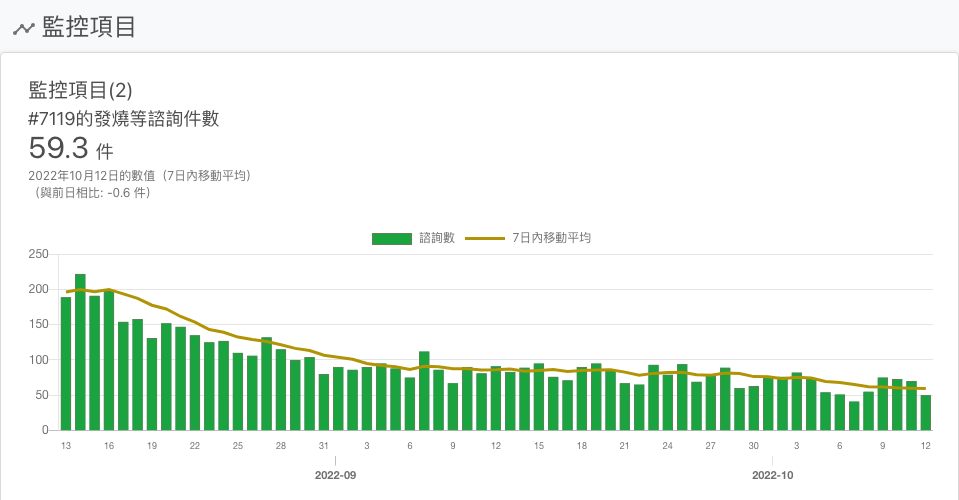 監控項目
監控項目(2)
#7119的發燒等諮詢件數
59.3 件
2022年10月12日的數值（7日內移動平均）
（與前日相比: -0.6 件）
諮詢數 7日內移動平均
250
200
150
100
50
0
13 16 19 22 25 28 31 3 6 9 12 15 18 21 24 27 30 3 6 9 12
2022-09 2022-10